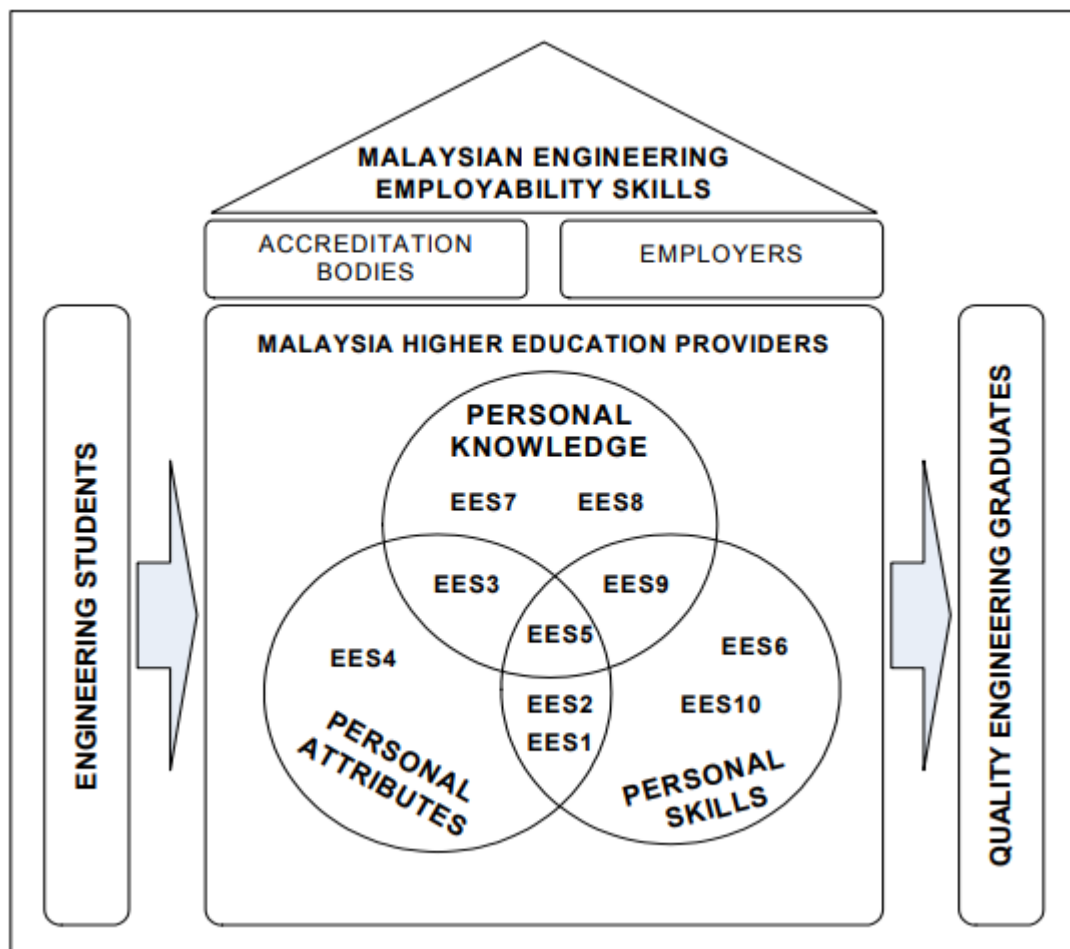 MALAYSIAN ENGINEERING
EMPLOYABILITY SKILLS
ACCREDITATION
BODIES
EMPLOYERS
MALAYSIA HIGHER EDUCATION PROVIDERS
ENGINEERING STUDENTS
PERSONAL
KNOWLEDGE
EES7
EES8
EES3
EES9
EES5
EES4
EES6
EES2
EES10
EES1
PERSONAL
ATTRIBUTES
PERSONAL
SKILLS
QUALITY ENGINEERING GRADUATES